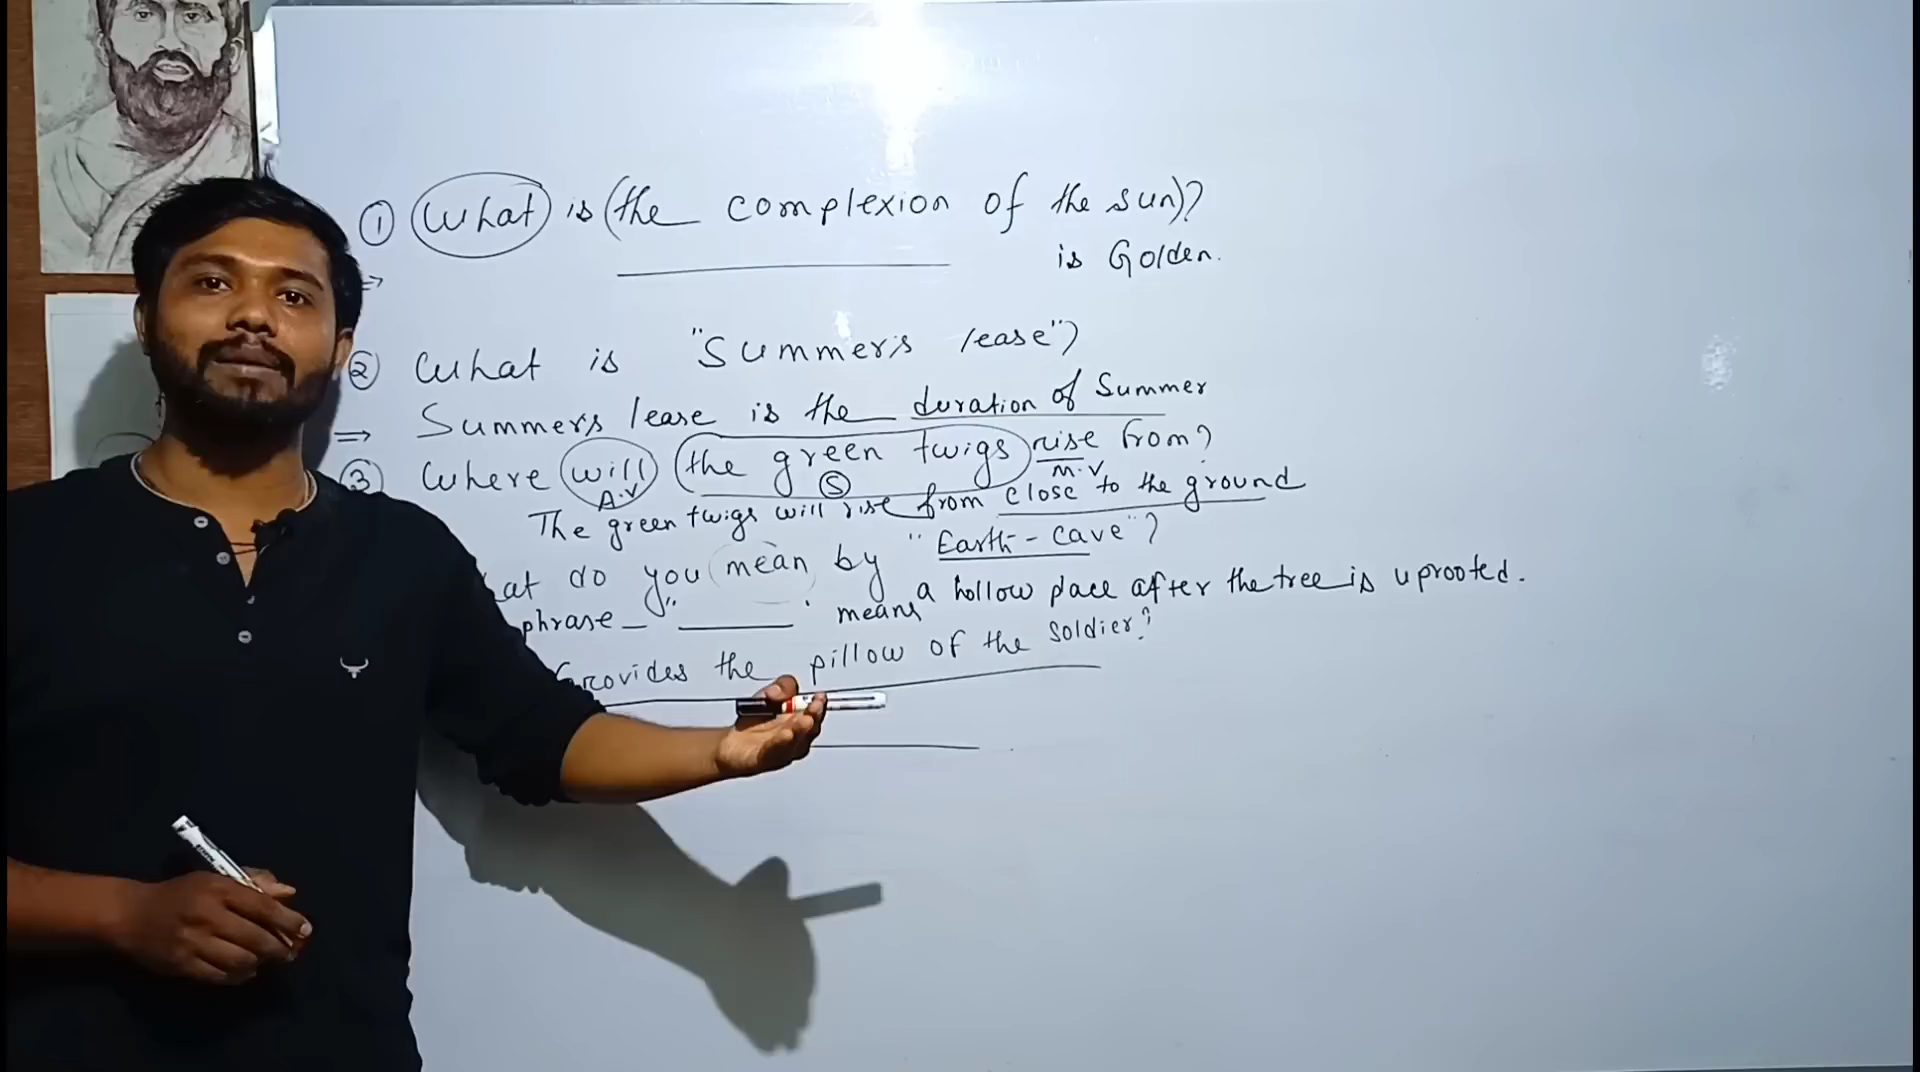 ① What is (the complexion of the sun)?
⇒ is Golden.
② What is "Summer's lease")
⇒ Summers lease is the duration of Summer
③ Where will (the green twigs) rise from?
A.V S M.V
The green twigs will rise from close to the ground
at do you mean by "Earth-cave"?
phrase " " means a hollow place after the tree is uprooted.
Provides the pillow of the soldier?